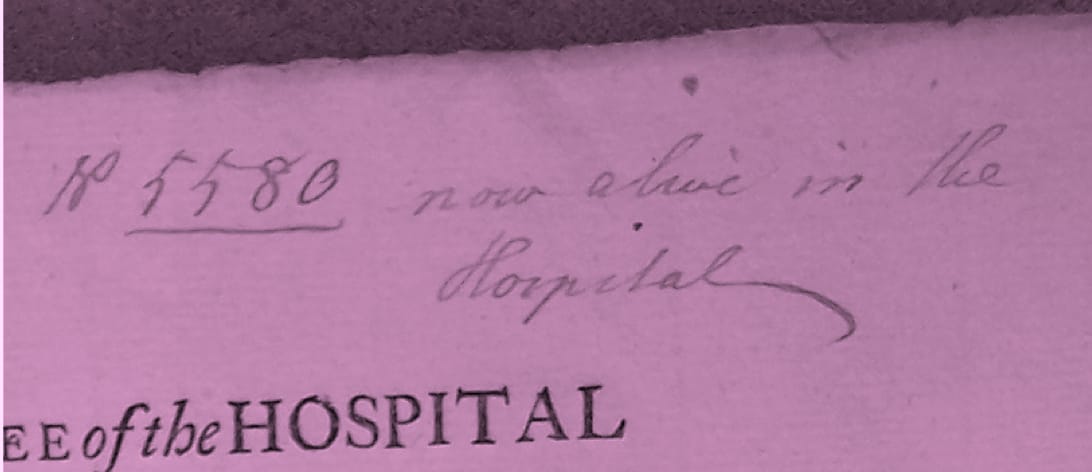 No 5580 now alive in the
Hospital
EE of the HOSPITAL